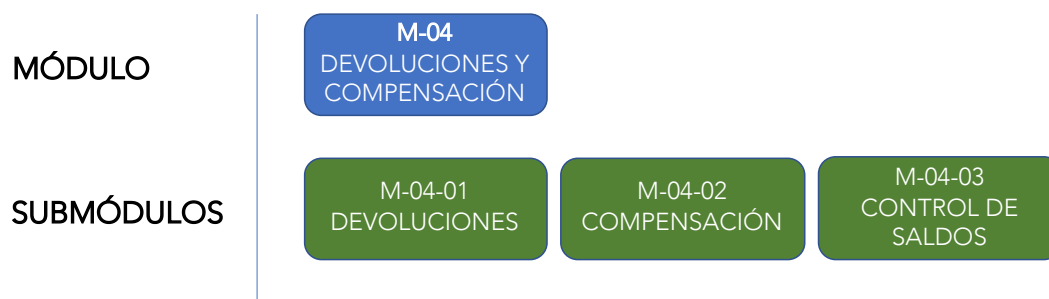 MÓDULO
M-04
DEVOLUCIONES Y
COMPENSACIÓN
SUBMÓDULOS
M-04-01
DEVOLUCIONES
M-04-02
COMPENSACIÓN
M-04-03
CONTROL DE
SALDOS